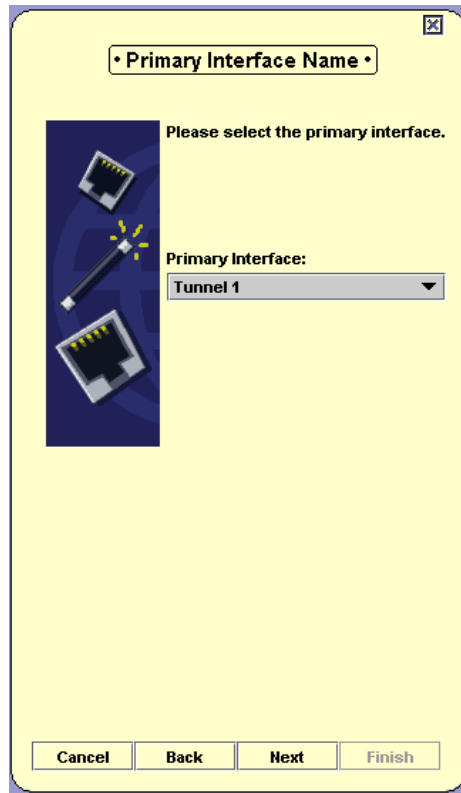 • Primary Interface Name •
Please select the primary interface.
Primary Interface:
Tunnel 1
Cancel Back Next Finish